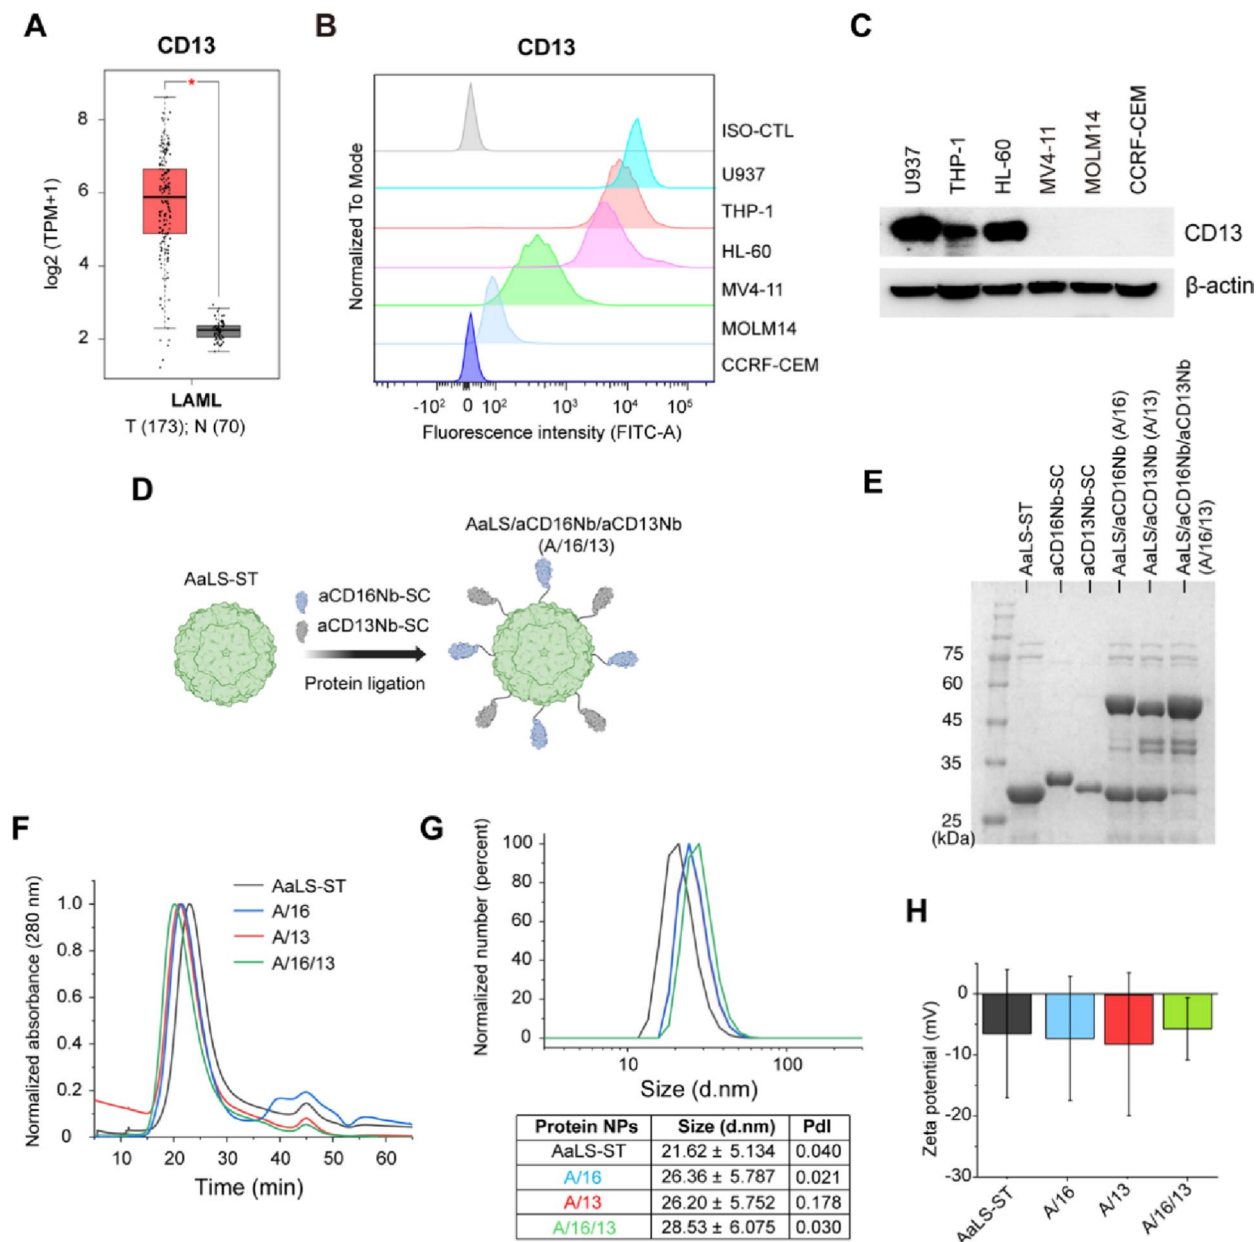 A
CD13
log2 (TPM+1)
8
6
4
2
*
LAML
T (173); N (70)
B
CD13
Normalized To Mode
ISO-CTL
U937
THP-1
HL-60
MV4-11
MOLM14
CCRF-CEM
-10² 0 10² 10³ 10⁴ 10⁵
Fluorescence intensity (FITC-A)
C
U937
THP-1
HL-60
MV4-11
MOLM14
CCRF-CEM
CD13
β-actin
D
AaLS-ST
aCD16Nb-SC
aCD13Nb-SC
Protein ligation
AaLS/aCD16Nb/aCD13Nb
(A/16/13)
E
AaLS-ST
aCD16Nb-SC
aCD13Nb-SC
AaLS/aCD16Nb (A/16)
AaLS/aCD13Nb (A/13)
AaLS/aCD16Nb/aCD13Nb
(A/16/13)
75
60
45
35
25
(kDa)
F
Normalized absorbance (280 nm)
1.0
0.8
0.6
0.4
0.2
0
AaLS-ST
A/16
A/13
A/16/13
10 20 30 40 50 60
Time (min)
G
Normalized number (percent)
100
80
60
40
20
0
10 100
Size (d.nm)
Protein NPs Size (d.nm) PdI
AaLS-ST 21.62 ± 5.134 0.040
A/16 26.36 ± 5.787 0.021
A/13 26.20 ± 5.752 0.178
A/16/13 28.53 ± 6.075 0.030
H
Zeta potential (mV)
0
-10
-20
-30
AaLS-ST
A/16
A/13
A/16/13